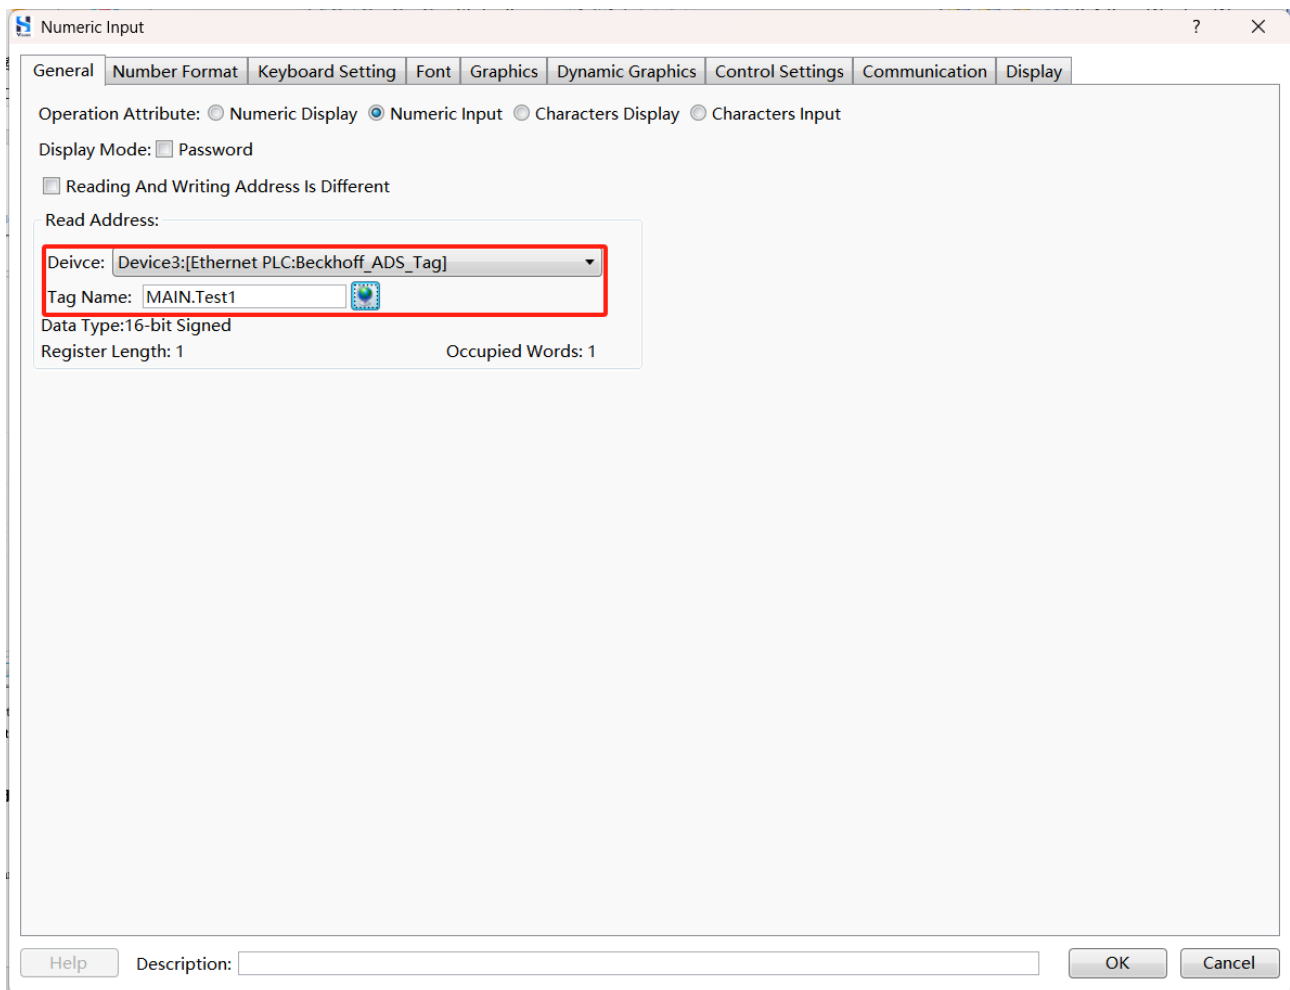 Numeric Input
?
General Number Format Keyboard Setting Font Graphics Dynamic Graphics Control Settings Communication Display
Operation Attribute: Numeric Display Numeric Input Characters Display Characters Input
Display Mode: Password
Reading And Writing Address Is Different
Read Address:
Deivce: Device3:[Ethernet PLC:Beckhoff_ADS_Tag]
Tag Name: MAIN.Test1
Data Type:16-bit Signed
Register Length: 1 Occupied Words: 1
Help Description: OK Cancel